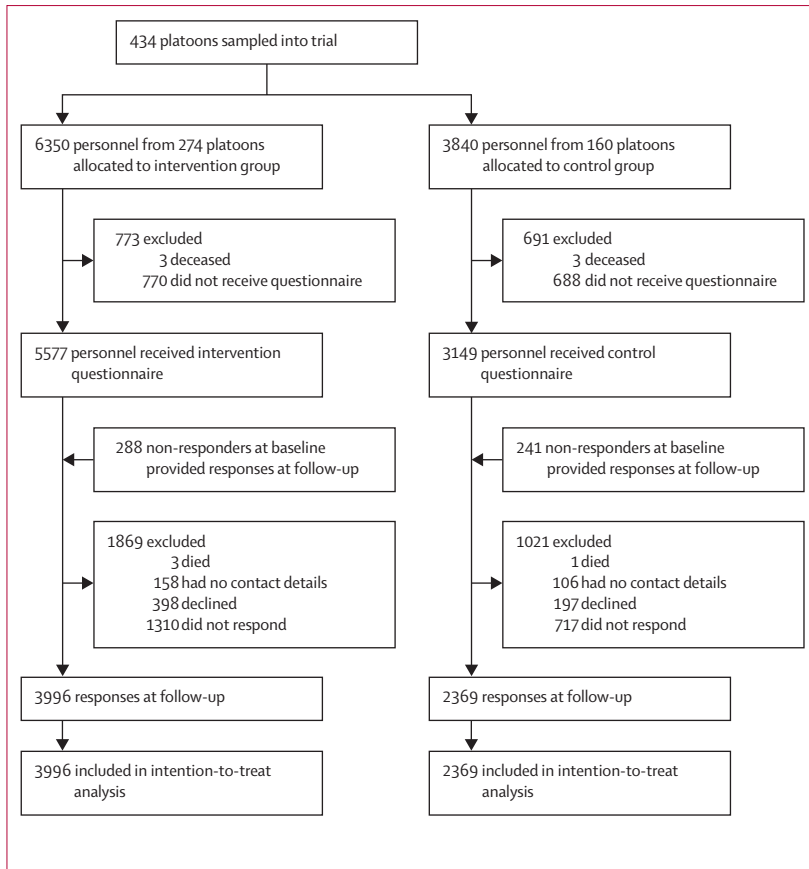 434 platoons sampled into trial
6350 personnel from 274 platoons
allocated to intervention group
3840 personnel from 160 platoons
allocated to control group
773 excluded
3 deceased
770 did not receive questionnaire
691 excluded
3 deceased
688 did not receive questionnaire
5577 personnel received intervention
questionnaire
3149 personnel received control
questionnaire
288 non-responders at baseline
provided responses at follow-up
241 non-responders at baseline
provided responses at follow-up
1869 excluded
3 died
158 had no contact details
398 declined
1310 did not respond
1021 excluded
1 died
106 had no contact details
197 declined
717 did not respond
3996 responses at follow-up
2369 responses at follow-up
3996 included in intention-to-treat
analysis
2369 included in intention-to-treat
analysis